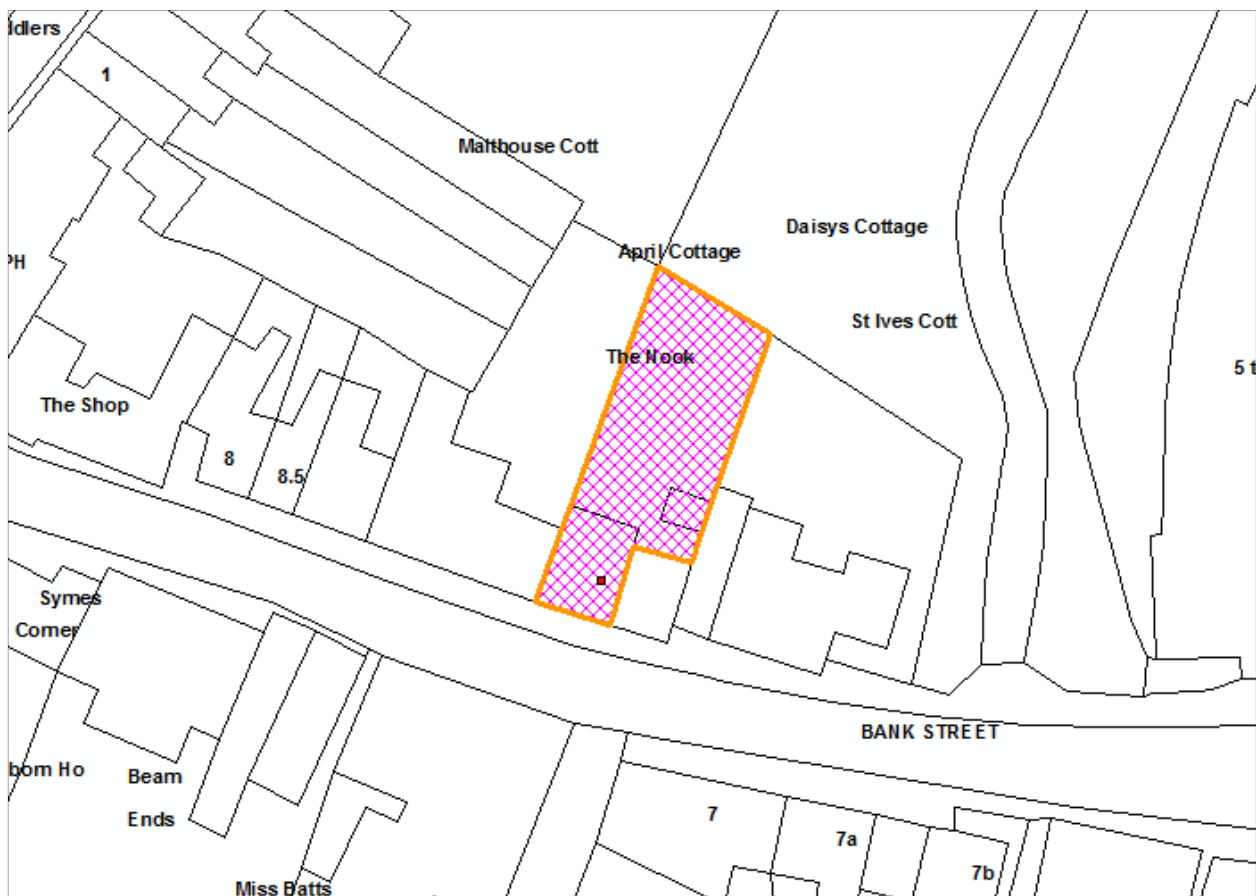 ddlers
1
Malthouse Cott
Daisys Cottage
April Cottage
PH
St Ives Cott
The Nook
5 t
The Shop
8
8.5
Symes
Corner
BANK STREET
born Ho
Beam
Ends
7
7a
7b
Miss Batts